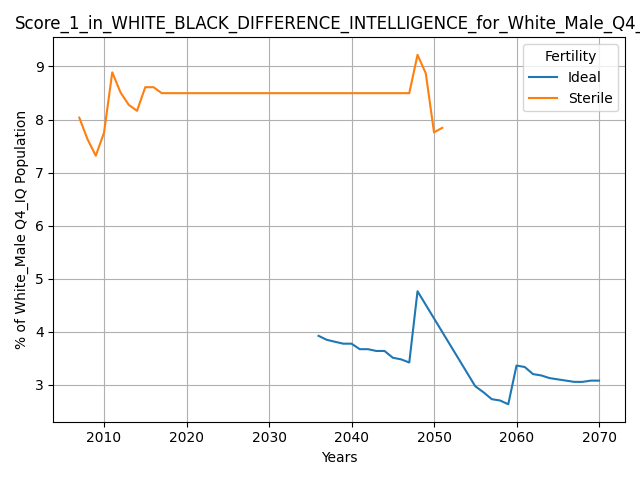 Score_1_in_WHITE_BLACK_DIFFERENCE_INTELLIGENCE_for_White_Male_Q4_
Fertility
Ideal
Sterile
% of White_Male Q4_IQ Population
9
8
7
6
5
4
3
2010 2020 2030 2040 2050 2060 2070
Years